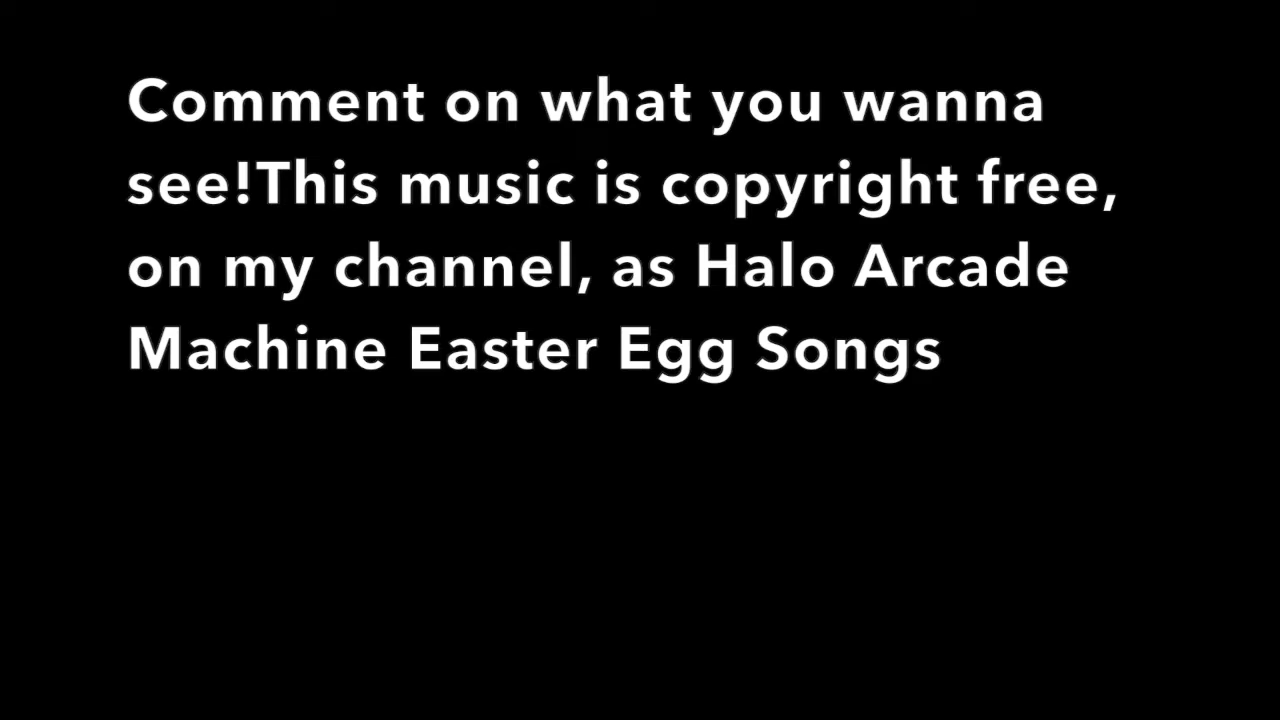 Comment on what you wanna
see!This music is copyright free,
on my channel, as Halo Arcade
Machine Easter Egg Songs